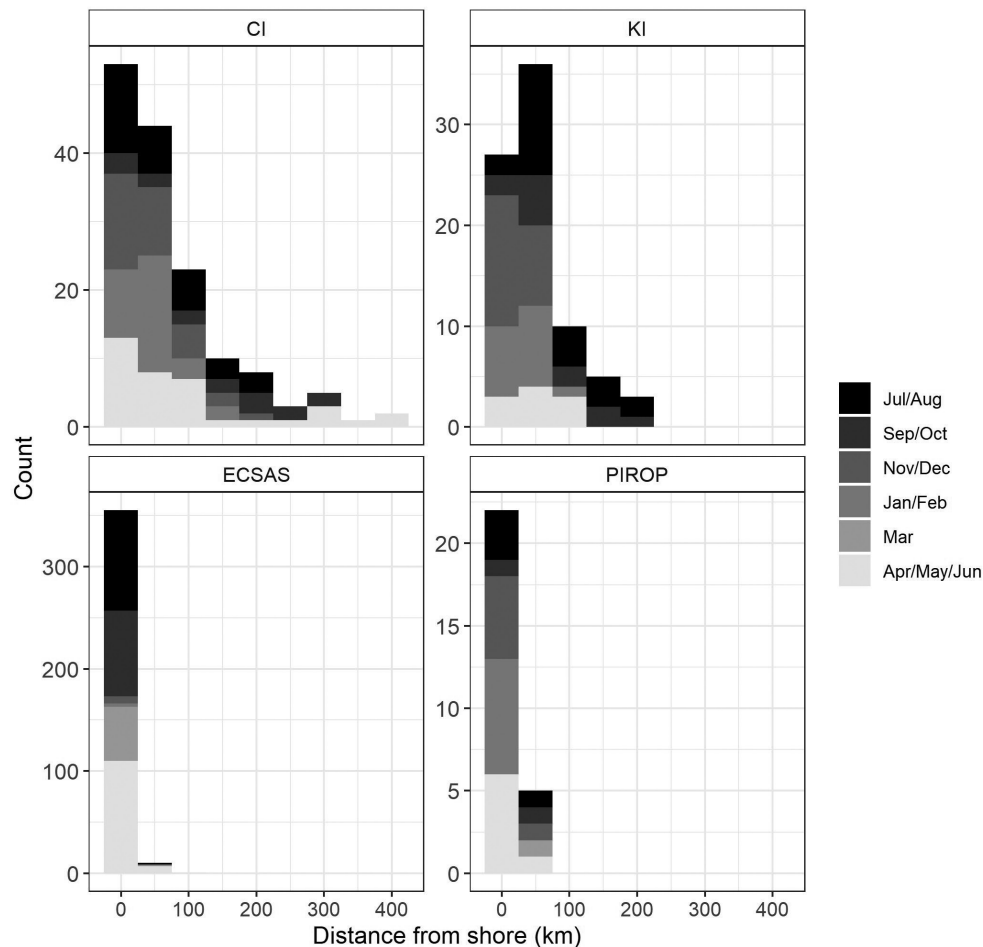 CI
KI
40
20
0
30
20
10
0
Count
ECSAS
PIROP
300
200
100
0
20
15
10
5
0
0 100 200 300 400
0 100 200 300 400
Distance from shore (km)
Jul/Aug
Sep/Oct
Nov/Dec
Jan/Feb
Mar
Apr/May/Jun